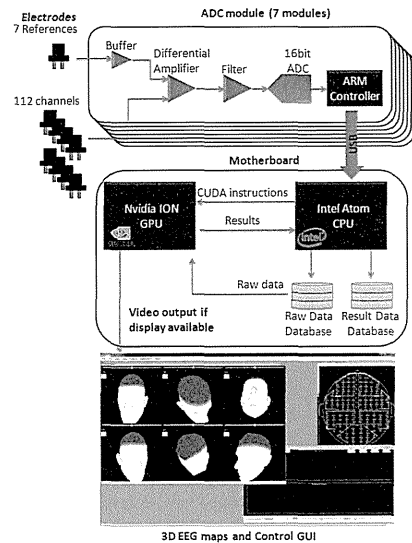 ADC module (7 modules)
Electrodes
7 References
Buffer
Differential
Amplifier
Filter
16bit
ADC
ARM
Controller
112 channels
USB
Motherboard
CUDA instructions
Nvidia ION
GPU
Intel Atom
CPU
Results
intel
Raw data
Video output if
display available
Raw Data
Database
Result Data
Database
3D EEG maps and Control GUI